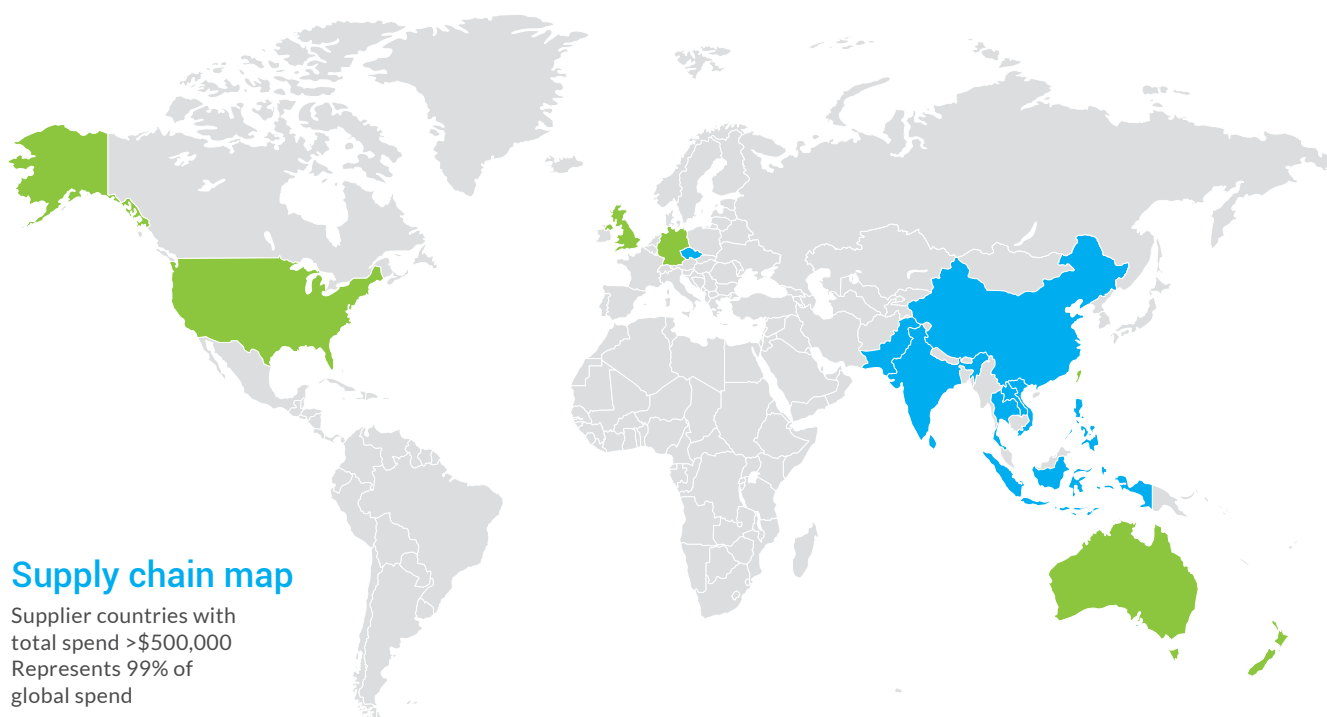 Supply chain map
Supplier countries with
total spend >$500,000
Represents 99% of
global spend